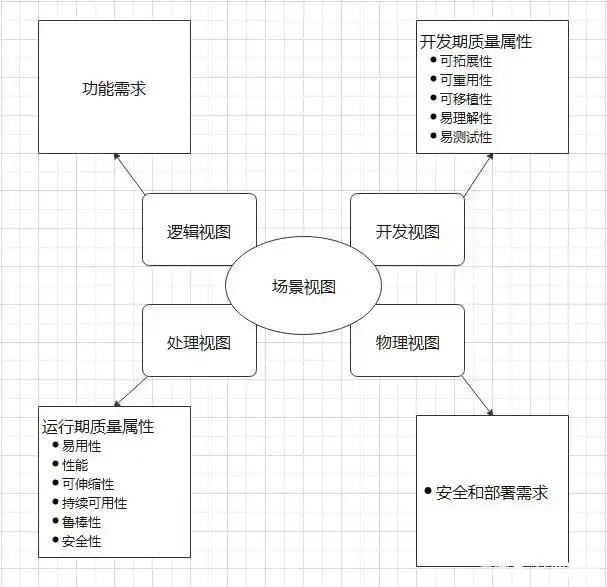 功能需求
开发期质量属性
● 可拓展性
● 可重用性
● 可移植性
● 易理解性
● 易测试性
逻辑视图
开发视图
场景视图
处理视图
物理视图
运行期质量属性
● 易用性
● 性能
● 可伸缩性
● 持续可用性
● 鲁棒性
● 安全性
● 安全和部署需求